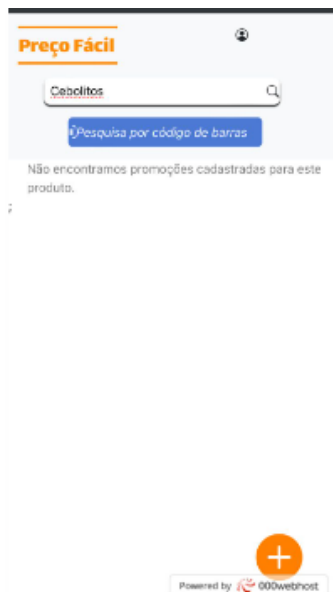 Preço Fácil
Cebolitos
Pesquisa por código de barras
Não encontramos promoções cadastradas para este
produto.
;
Powered by 000webhost